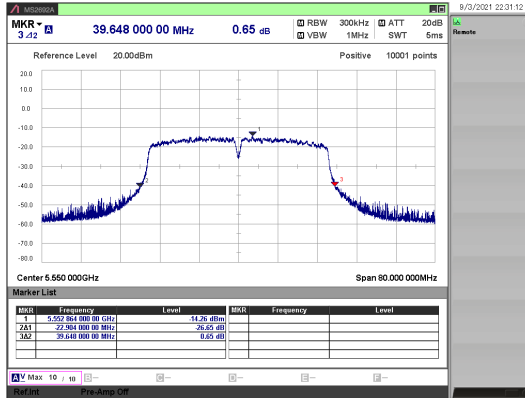 MS2692A
9/3/2021 22:31:12
MKR
3 Δ2 A
39.648 000 00 MHz
0.65 dB
M RBW 300kHz M ATT 20dB
M VBW 1MHz SWT 5ms
Remote
Reference Level 20.00dBm Positive 10001 points
20.0
10.0
0.0
-10.0
-20.0
-30.0
-40.0
-50.0
-60.0
-70.0
-80.0
1
2
3
Center 5.550 000GHz Span 80.000 000MHz
Marker List
MKR Frequency Level MKR Frequency Level
1 5.552 864 000 00 GHz -14.26 dBm
2Δ1 -22.904 000 00 MHz -26.65 dB
3Δ2 39.648 000 00 MHz 0.65 dB
A V Max 10 / 10 B-- C-- D-- E-- F--
Ref.Int Pre-Amp Off